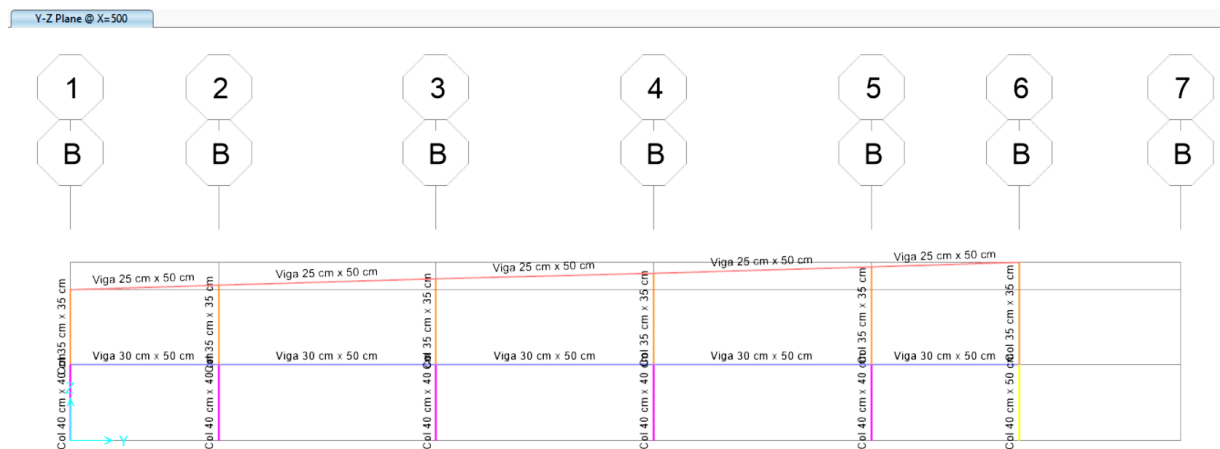 Y-Z Plane @ X=500
1 2 3 4 5 6 7
B B B B B B B
Viga 25 cm x 50 cm Viga 25 cm x 50 cm Viga 25 cm x 50 cm Viga 25 cm x 50 cm Viga 25 cm x 50 cm
Col 35 cm x 35 cm Col 35 cm x 35 cm Col 35 cm x 35 cm Col 35 cm x 35 cm Col 35 cm x 35 cm Col 35 cm x 35 cm
Viga 30 cm x 50 cm Viga 30 cm x 50 cm Viga 30 cm x 50 cm Viga 30 cm x 50 cm Viga 30 cm x 50 cm
Col 40 cm x 40 cm Col 40 cm x 40 cm Col 40 cm x 40 cm Col 40 cm x 40 cm Col 40 cm x 40 cm Col 40 cm x 50 cm
Z
Y